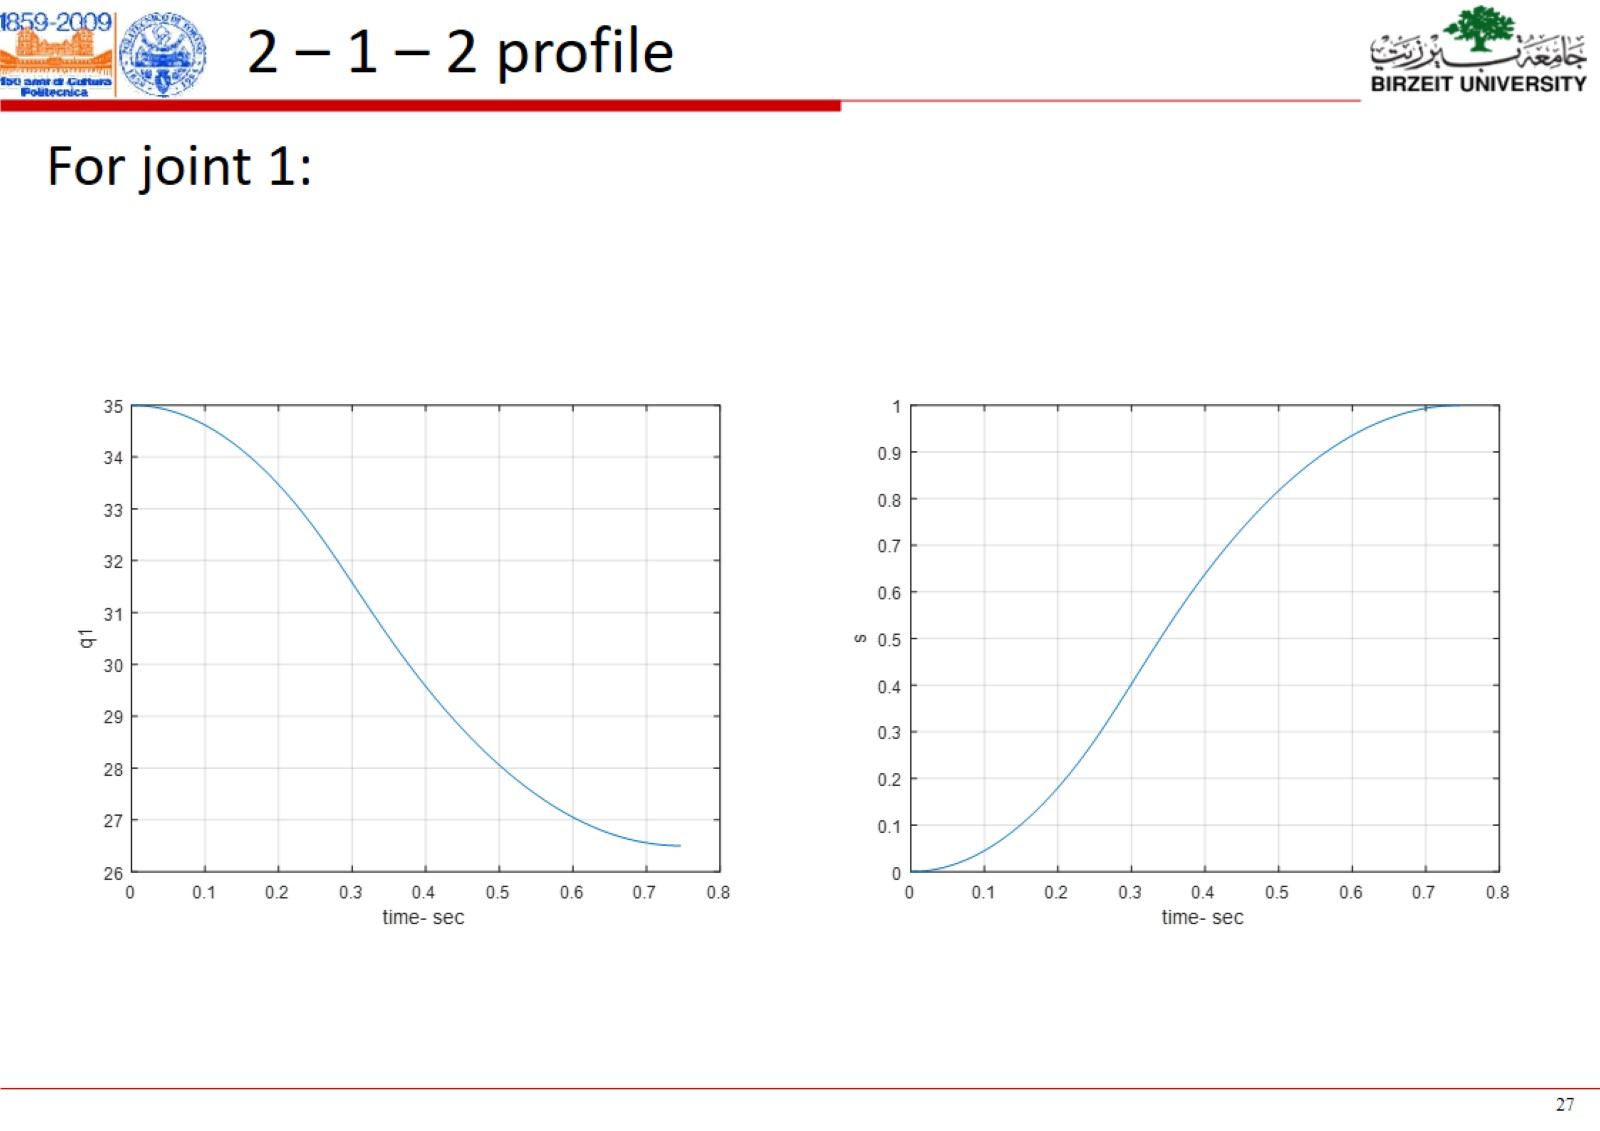 1859-2009
150 anni di Cultura
Politecnica
2 – 1 – 2 profile
BIRZEIT UNIVERSITY
For joint 1:
35
34
33
32
31
30
29
28
27
26
q1
0 0.1 0.2 0.3 0.4 0.5 0.6 0.7 0.8
time- sec
1
0.9
0.8
0.7
0.6
0.5
0.4
0.3
0.2
0.1
0
s
0 0.1 0.2 0.3 0.4 0.5 0.6 0.7 0.8
time- sec
27